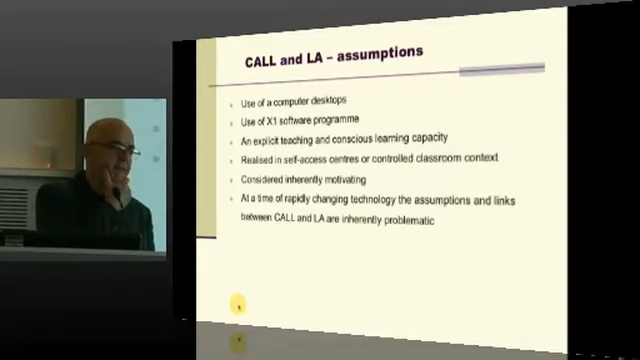 CALL and LA – assumptions
Use of a computer desktops
Use of X1 software programme
An explicit teaching and conscious learning capacity
Realised in self-access centres or controlled classroom context
Considered inherently motivating
At a time of rapidly changing technology the assumptions and links
between CALL and LA are inherently problematic